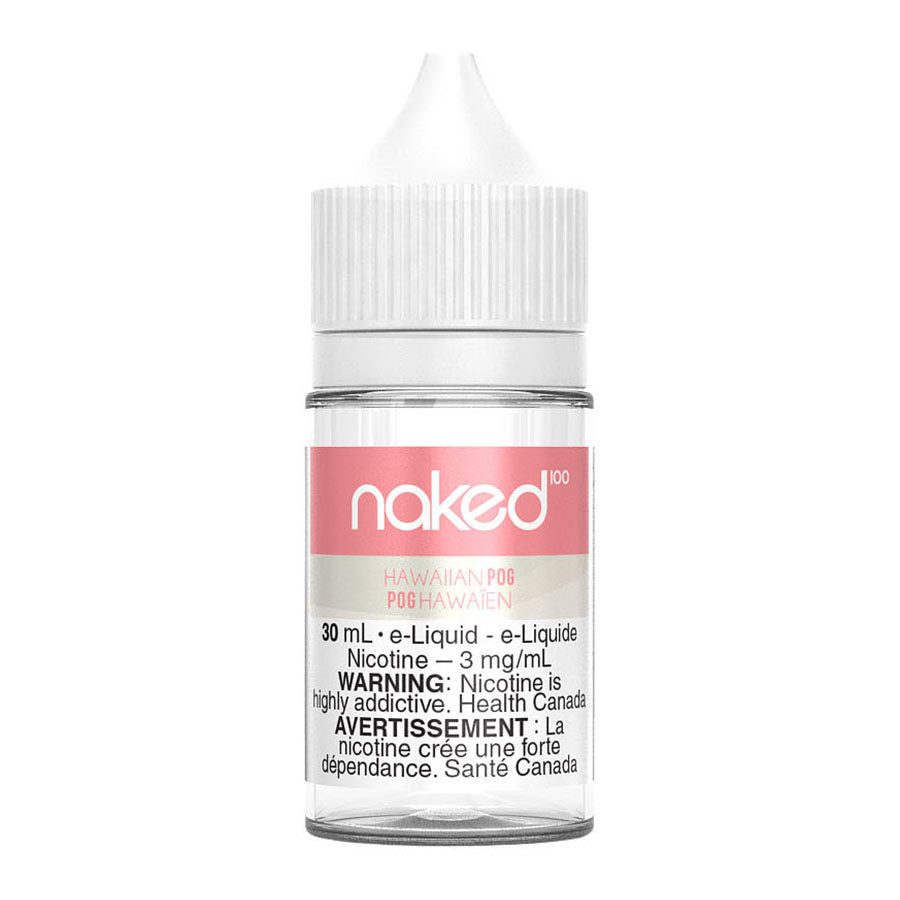 naked100
HAWAIIAN POG
POG HAWAÏEN
30 mL • e-Liquid - e-Liquide
Nicotine — 3 mg/mL
WARNING: Nicotine is
highly addictive. Health Canada
AVERTISSEMENT : La
nicotine crée une forte
dépendance. Santé Canada